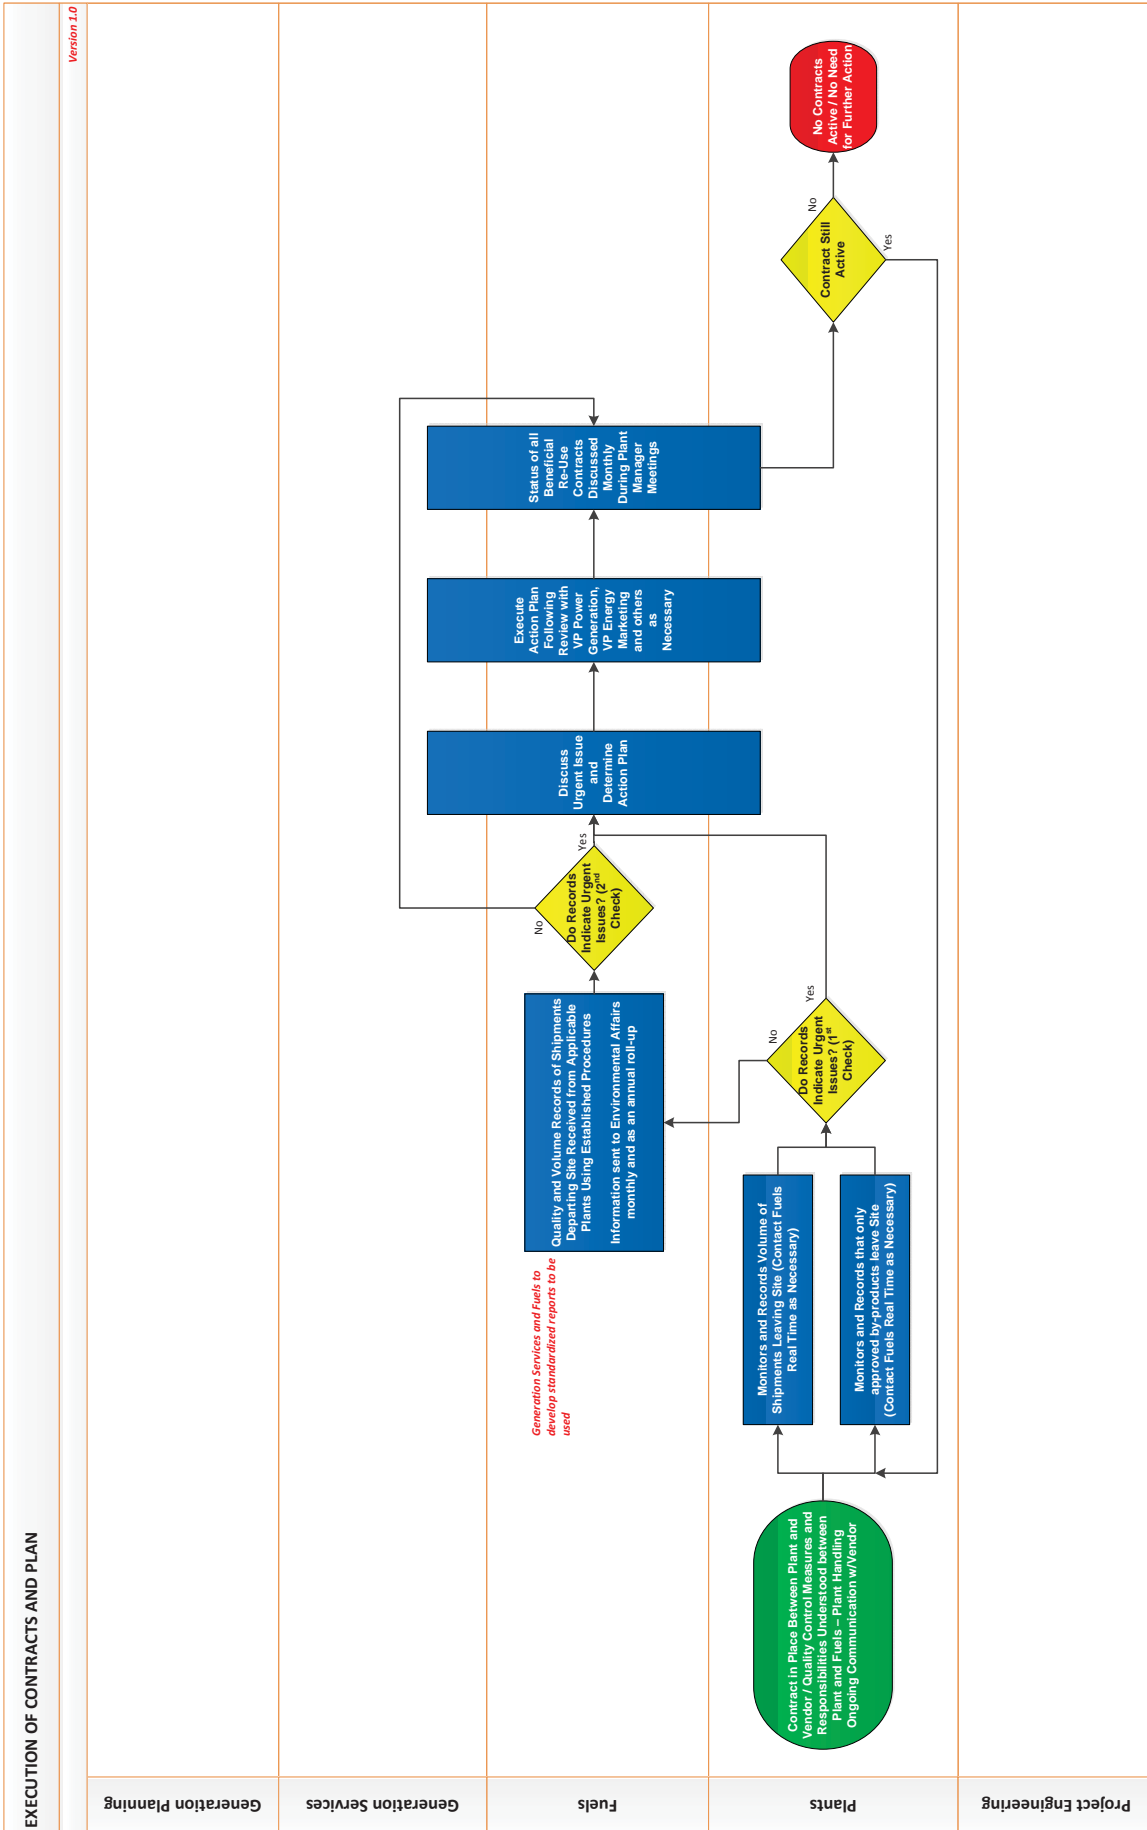 EXECUTION OF CONTRACTS AND PLAN
Version 1.0
Generation Planning
Generation Services
Fuels
Plants
Project Engineering
Contract in Place Between Plant and
Vendor / Quality Control Measures and
Responsibilities Understood between
Plant and Fuels – Plant Handling
Ongoing Communication w/Vendor
Monitors and Records Volume of
Shipments Leaving Site (Contact Fuels
Real Time as Necessary)
Monitors and Records that only
approved by-products leave Site
(Contact Fuels Real Time as Necessary)
Do Records
Indicate Urgent
Issues? (1st
Check)
No
Yes
Generation Services and Fuels to
develop standardized reports to be
used
Quality and Volume Records of Shipments
Departing Site Received from Applicable
Plants Using Established Procedures
Information sent to Environmental Affairs
monthly and as an annual roll-up
Do Records
Indicate Urgent
Issues? (2nd
Check)
No
Yes
Discuss
Urgent Issue
and
Determine
Action Plan
Execute
Action Plan
Following
Review with
VP Power
Generation,
VP Energy
Marketing
and others
as
Necessary
Status of all
Beneficial
Re-Use
Contracts
Discussed
Monthly
During Plant
Manager
Meetings
Contract Still
Active
No
Yes
No Contracts
Active / No Need
for Further Action